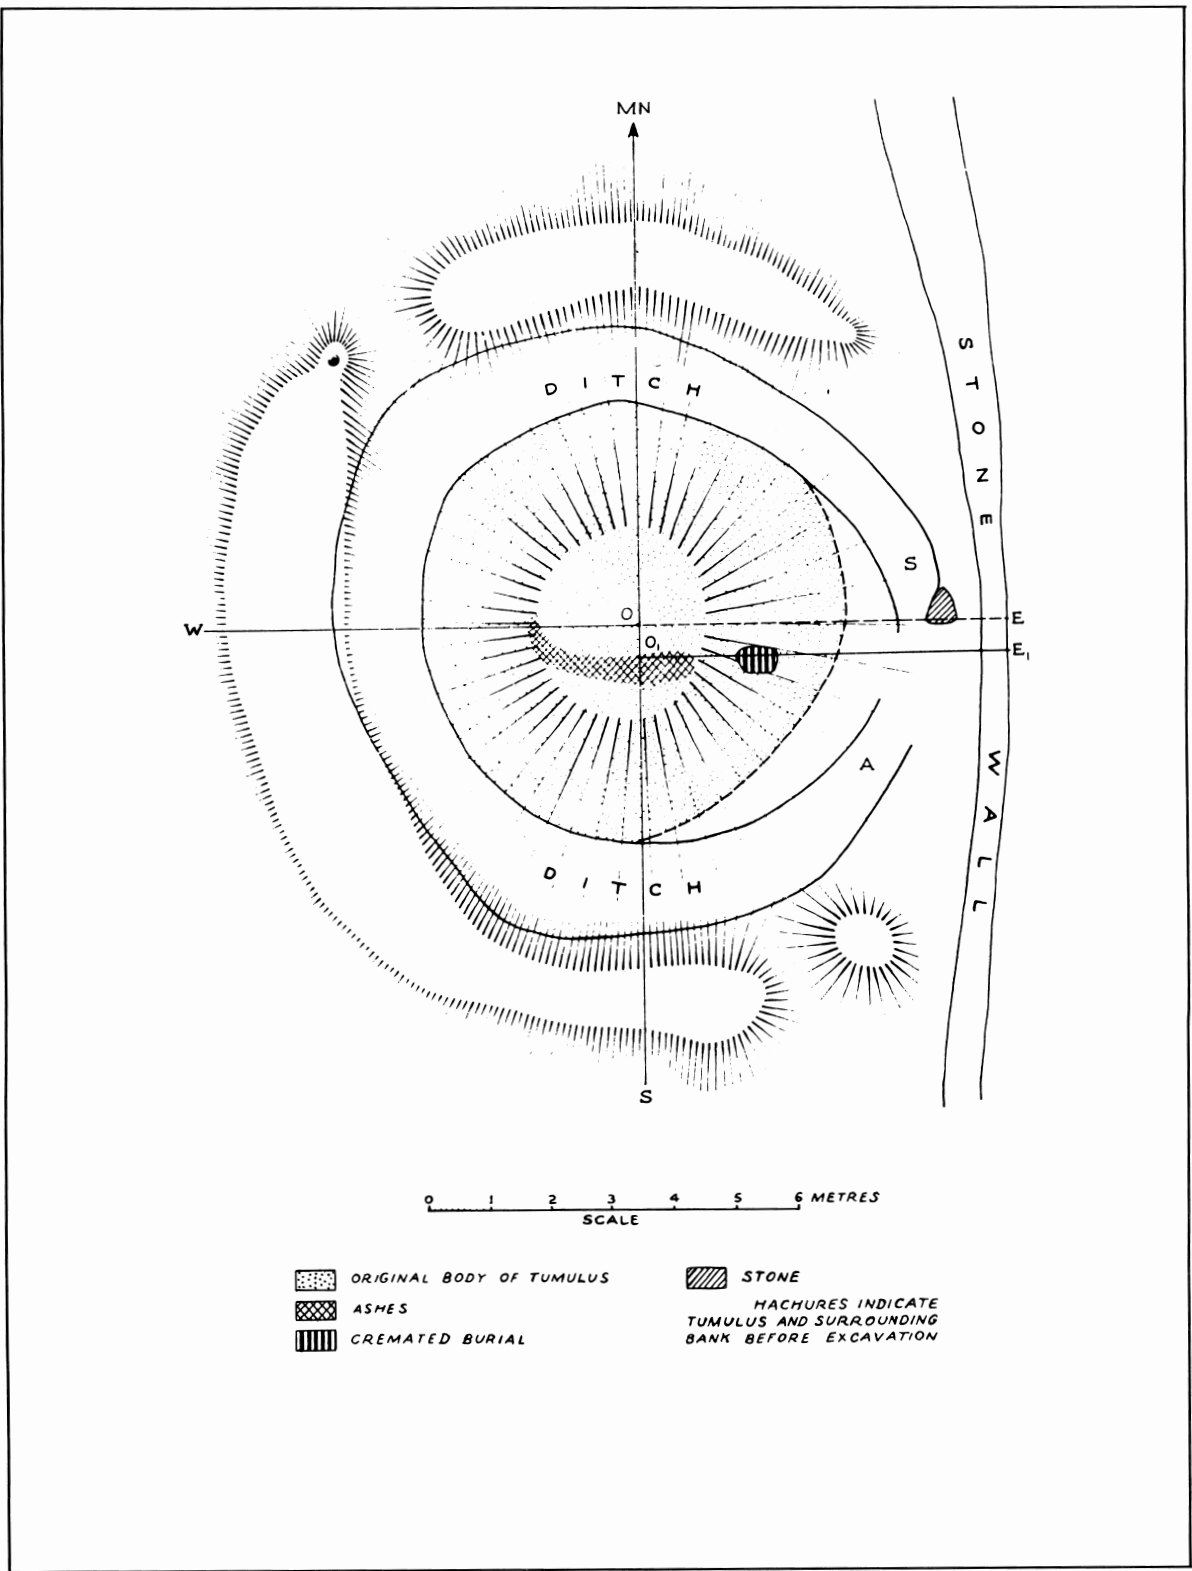 MN
DITCH
STONE
S
O
W
E
O₁
E₁
A
WALL
DITCH
S
0 1 2 3 4 5 6 METRES
SCALE
ORIGINAL BODY OF TUMULUS
ASHES
CREMATED BURIAL
STONE
HACHURES INDICATE
TUMULUS AND SURROUNDING
BANK BEFORE EXCAVATION